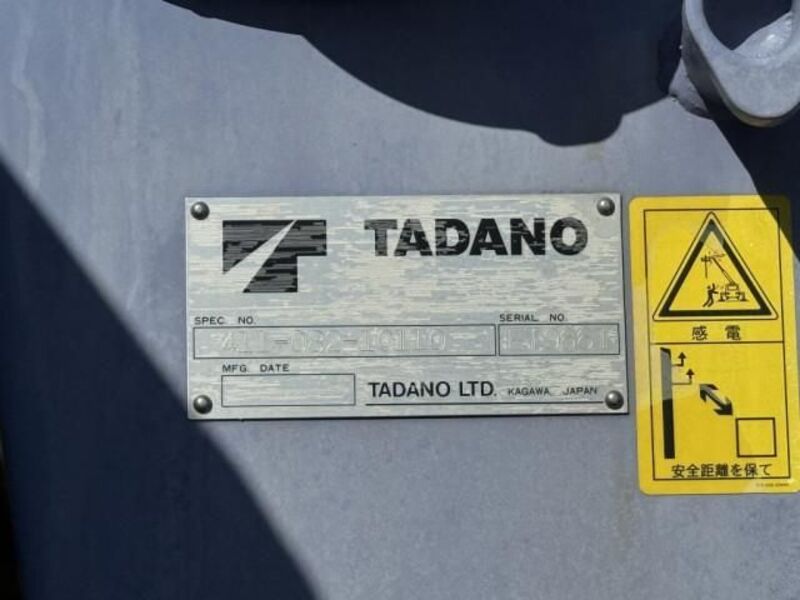 TADANO
SPEC. NO.
SERIAL NO.
MFG. DATE
TADANO LTD. KAGAWA, JAPAN
感電
安全距離を保て